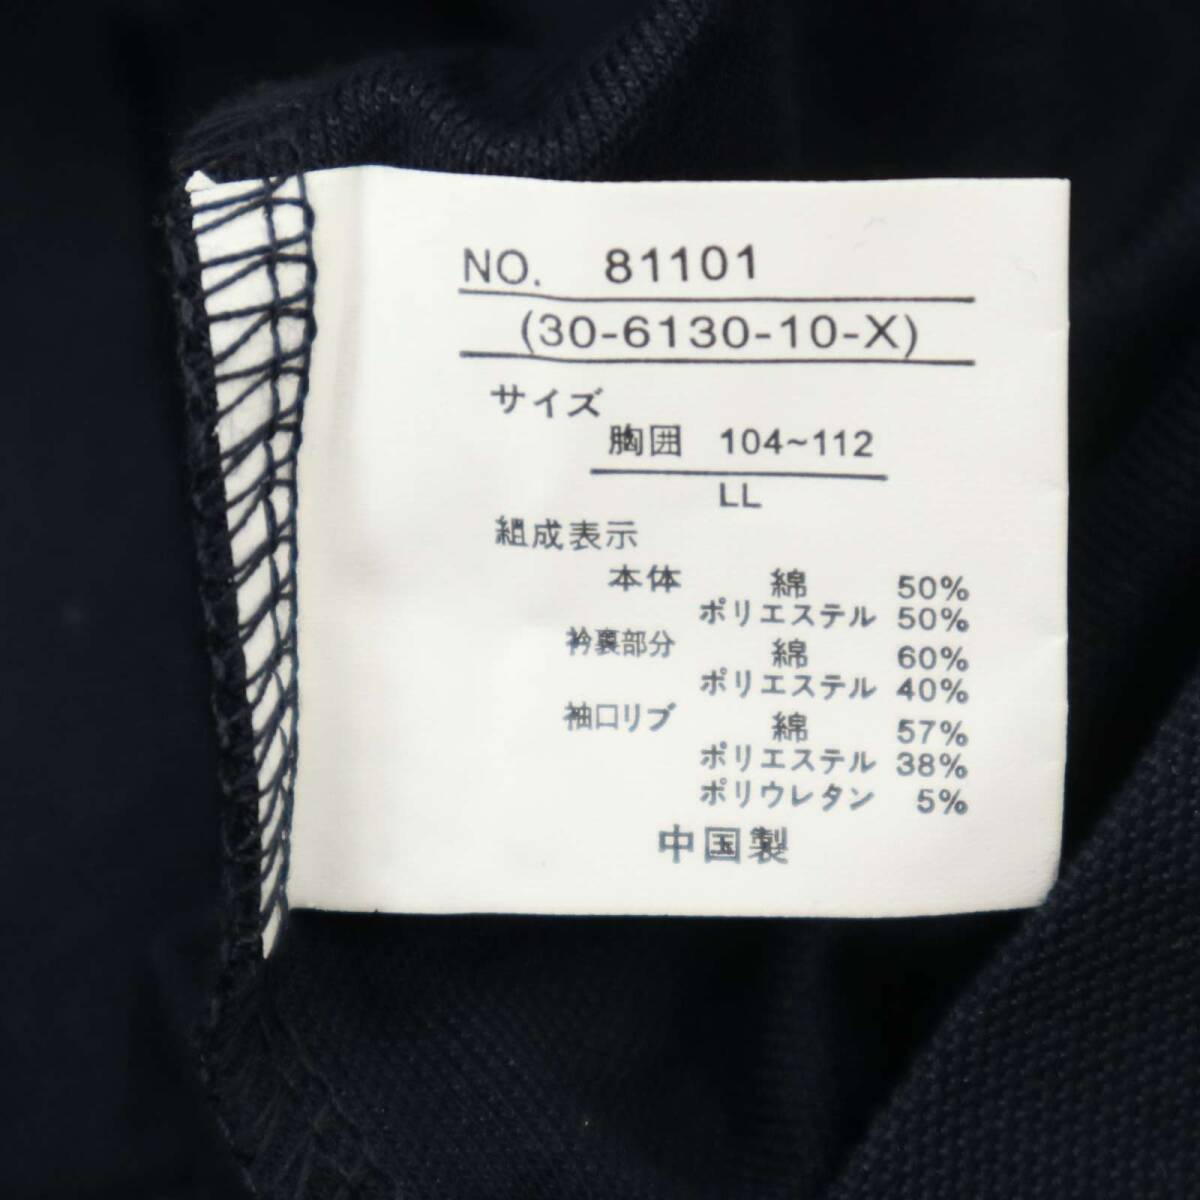 NO. 81101
(30-6130-10-X)
サイズ
胸囲 104~112
LL
組成表示
本体 綿 50%
ポリエステル 50%
衿裏部分 綿 60%
ポリエステル 40%
袖口リブ 綿 57%
ポリエステル 38%
ポリウレタン 5%
中国製